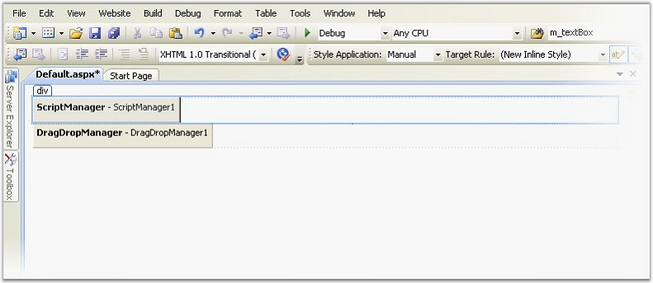 File Edit View Website Build Debug Format Table Tools Window Help
Debug Any CPU m_textBox
XHTML 1.0 Transitional ( Style Application: Manual Target Rule: (New Inline Style) ab
Default.aspx* Start Page
Server Explorer
Toolbox
div
ScriptManager - ScriptManager1
DragDropManager - DragDropManager1